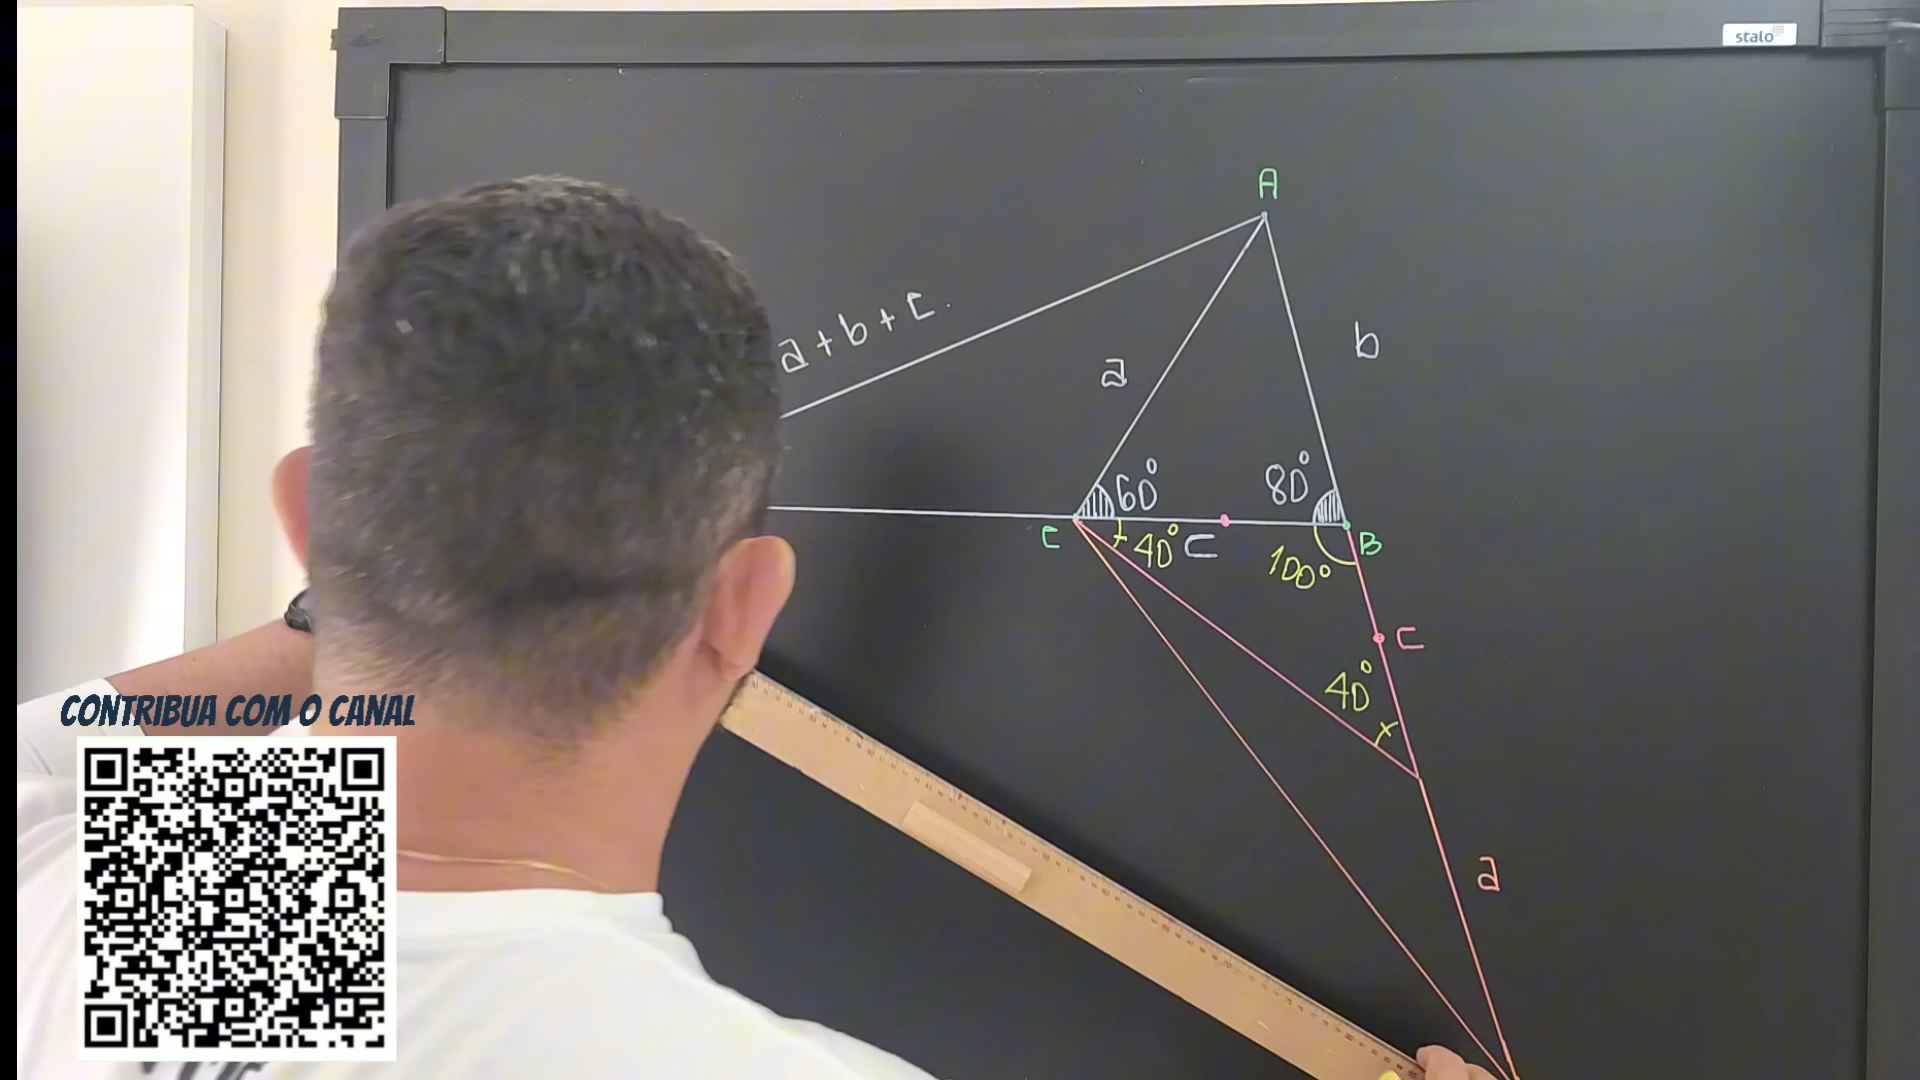 stalo
A
a + b + c
b
a
60°
80°
C
40°
C
100°
B
C
40°
a
CONTRIBUA COM O CANAL